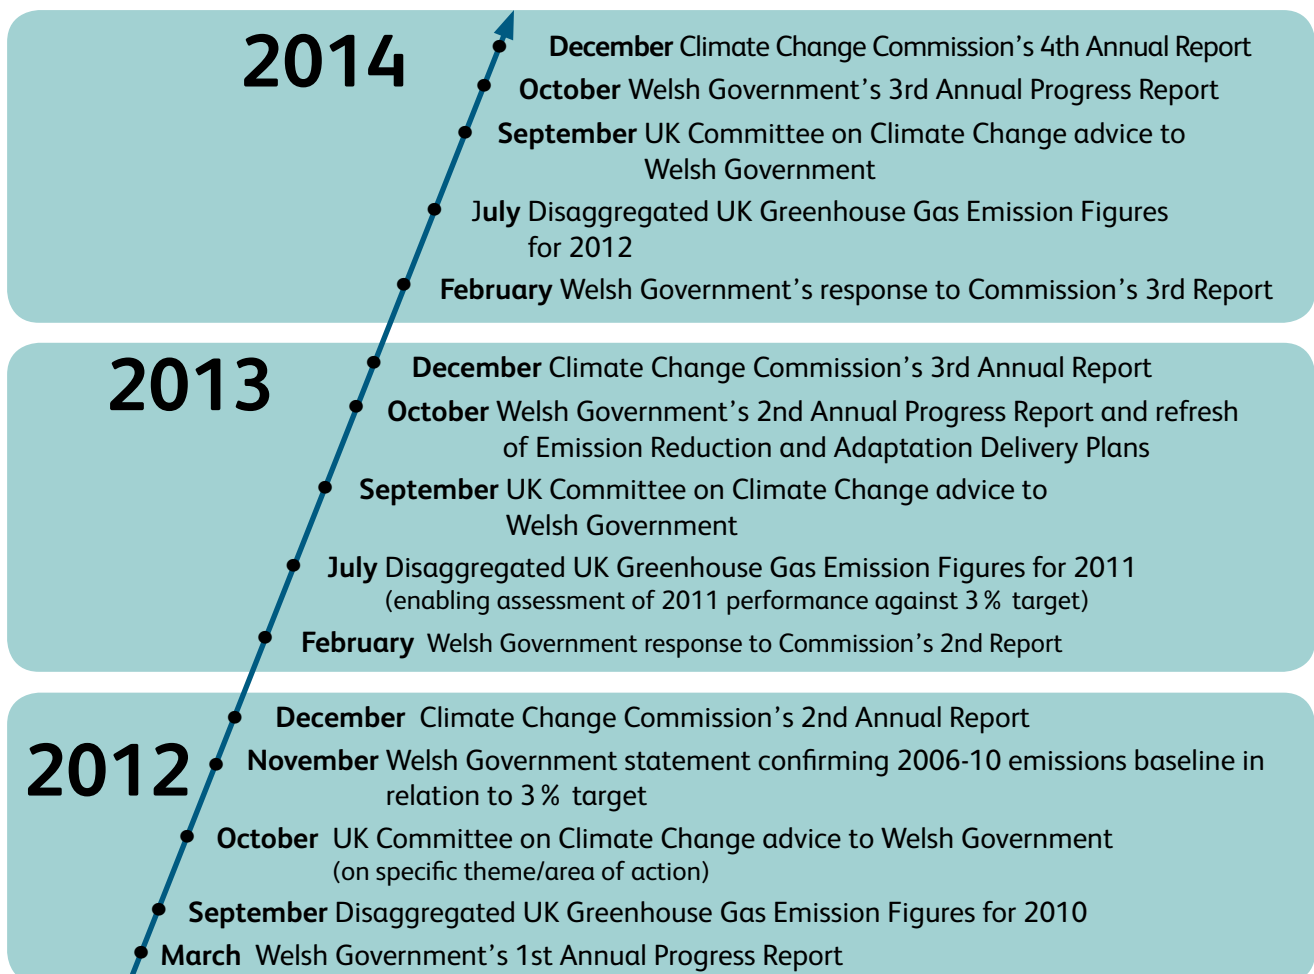 2014
December Climate Change Commission's 4th Annual Report
October Welsh Government's 3rd Annual Progress Report
September UK Committee on Climate Change advice to
Welsh Government
July Disaggregated UK Greenhouse Gas Emission Figures
for 2012
February Welsh Government's response to Commission's 3rd Report
2013
December Climate Change Commission's 3rd Annual Report
October Welsh Government's 2nd Annual Progress Report and refresh
of Emission Reduction and Adaptation Delivery Plans
September UK Committee on Climate Change advice to
Welsh Government
July Disaggregated UK Greenhouse Gas Emission Figures for 2011
(enabling assessment of 2011 performance against 3% target)
February Welsh Government response to Commission's 2nd Report
2012
December Climate Change Commission's 2nd Annual Report
November Welsh Government statement confirming 2006-10 emissions baseline in
relation to 3% target
October UK Committee on Climate Change advice to Welsh Government
(on specific theme/area of action)
September Disaggregated UK Greenhouse Gas Emission Figures for 2010
March Welsh Government's 1st Annual Progress Report